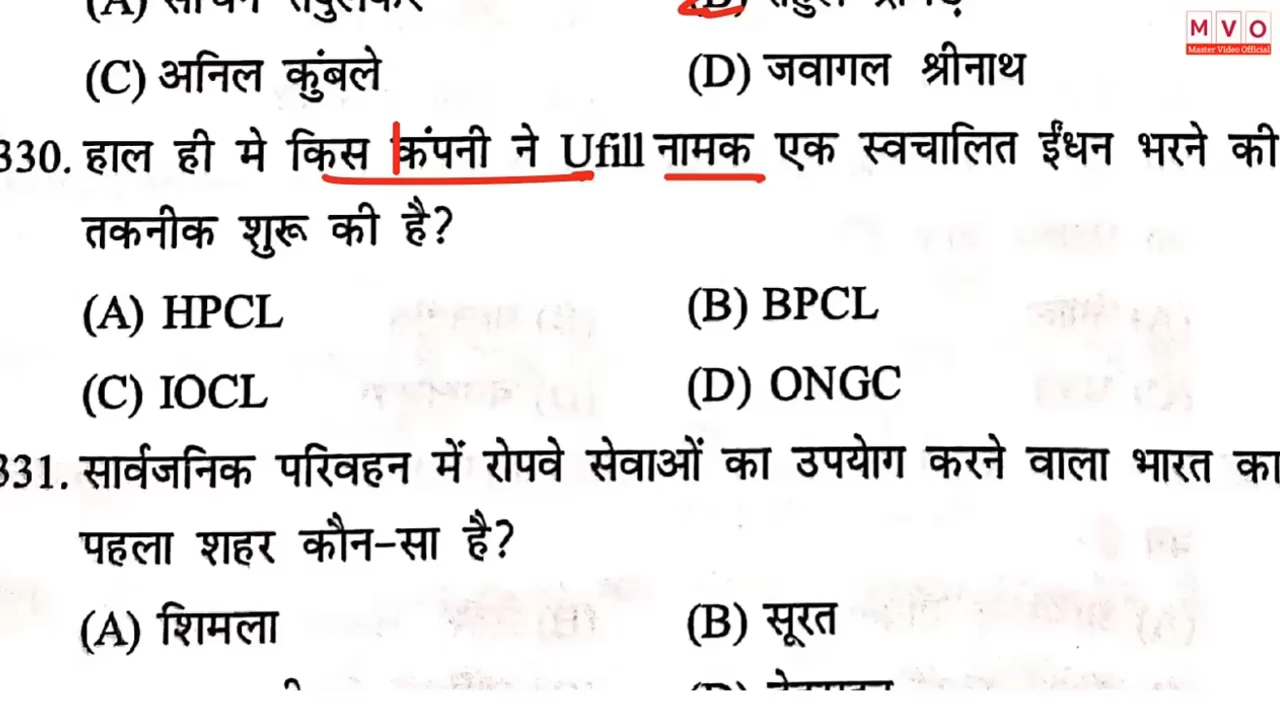 M V O
Master Video Official
(C) अनिल कुंबले (D) जवागल श्रीनाथ
330. हाल ही मे किस कंपनी ने Ufill नामक एक स्वचालित ईंधन भरने की
तकनीक शुरू की है?
(A) HPCL (B) BPCL
(C) IOCL (D) ONGC
331. सार्वजनिक परिवहन में रोपवे सेवाओं का उपयोग करने वाला भारत का
पहला शहर कौन-सा है?
(A) शिमला (B) सूरत